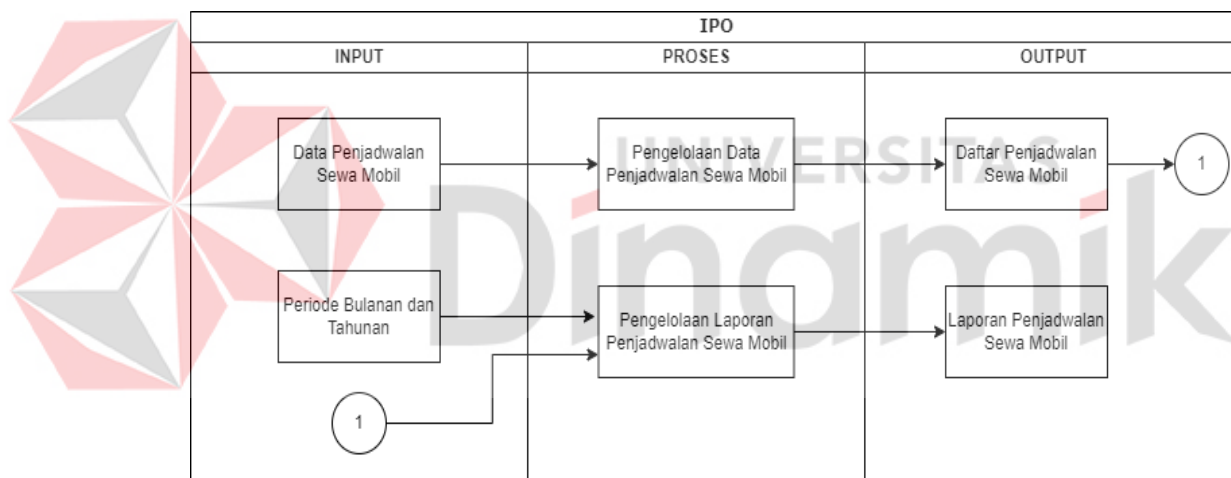 IPO
INPUT
PROSES
OUTPUT
Data Penjadwalan
Sewa Mobil
Pengelolaan Data
Penjadwalan Sewa Mobil
Daftar Penjadwalan
Sewa Mobil
1
Periode Bulanan dan
Tahunan
Pengelolaan Laporan
Penjadwalan Sewa Mobil
Laporan Penjadwalan
Sewa Mobil
1
UNIVERSITAS
Dinamika